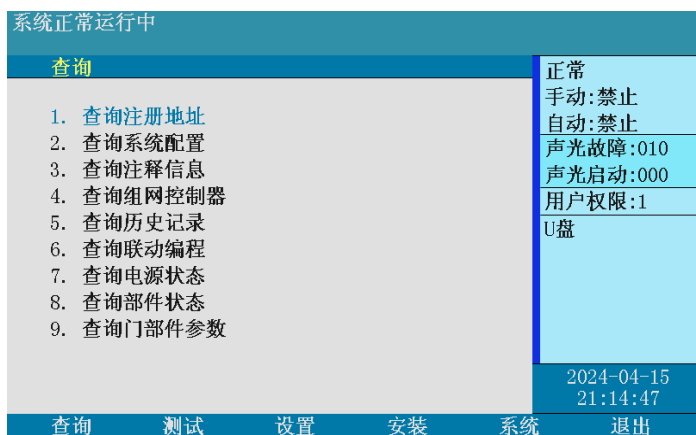 系统正常运行中
查询
1. 查询注册地址
2. 查询系统配置
3. 查询注释信息
4. 查询组网控制器
5. 查询历史记录
6. 查询联动编程
7. 查询电源状态
8. 查询部件状态
9. 查询门部件参数
正常
手动:禁止
自动:禁止
声光故障:010
声光启动:000
用户权限:1
U盘
2024-04-15
21:14:47
查询 测试 设置 安装 系统 退出